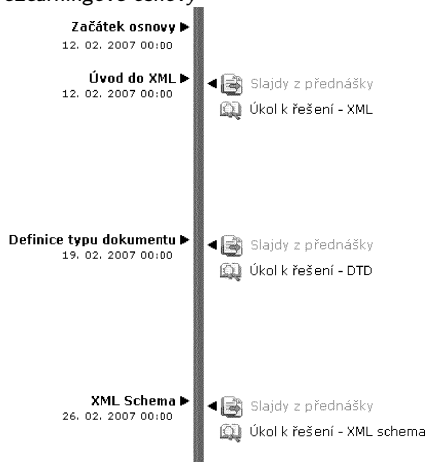 Začátek osnovy
12. 02. 2007 00:00
Úvod do XML
12. 02. 2007 00:00
Slajdy z přednášky
Úkol k řešení - XML
Definice typu dokumentu
19. 02. 2007 00:00
Slajdy z přednášky
Úkol k řešení - DTD
XML Schema
26. 02. 2007 00:00
Slajdy z přednášky
Úkol k řešení - XML schema